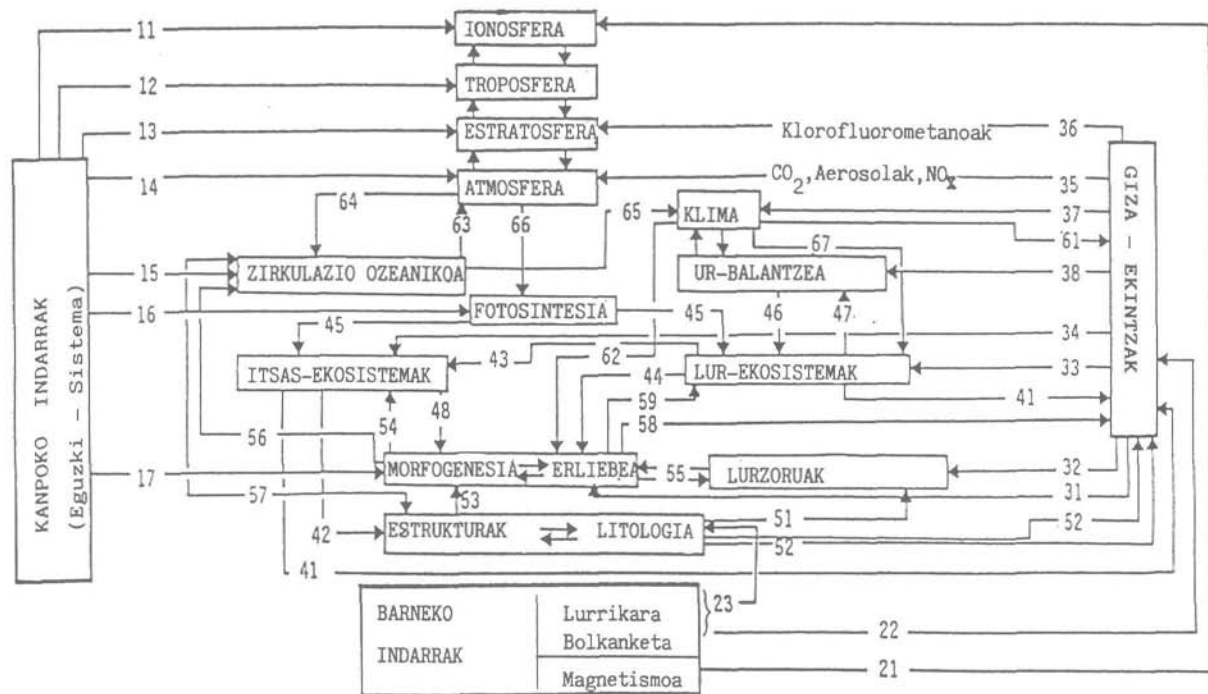 11 IONOSFERA
12 TROPOSFERA
13 ESTRATOSFERA Klorofluorometanoak 36
14 ATMOSFERA CO₂, Aerosolak, NOx 35
64 63 66 65 KLIMA 37
67 61
15 ZIRKULAZIO OZEANIKOA UR-BALANTZEA 38
16 FOTOSINTESIA 45 46 47
45 34
43 62
ITSAS-EKOSISTEMAK 44 LUR-EKOSISTEMAK 33
59 41
56 54 48 58
17 MORFOGENESIA ERLIEBEA 55 LURZORUAK 32
57 53 31
42 ESTRUKTURAK LITOLOGIA 51 52
52
41
KANPOKO INDARRAK
(Eguzki - Sistema)
GIZA - EKINTZAK
BARNEKO
INDARRAK
Lurrikara
Bolkanketa
Magnetismoa
23
22
21